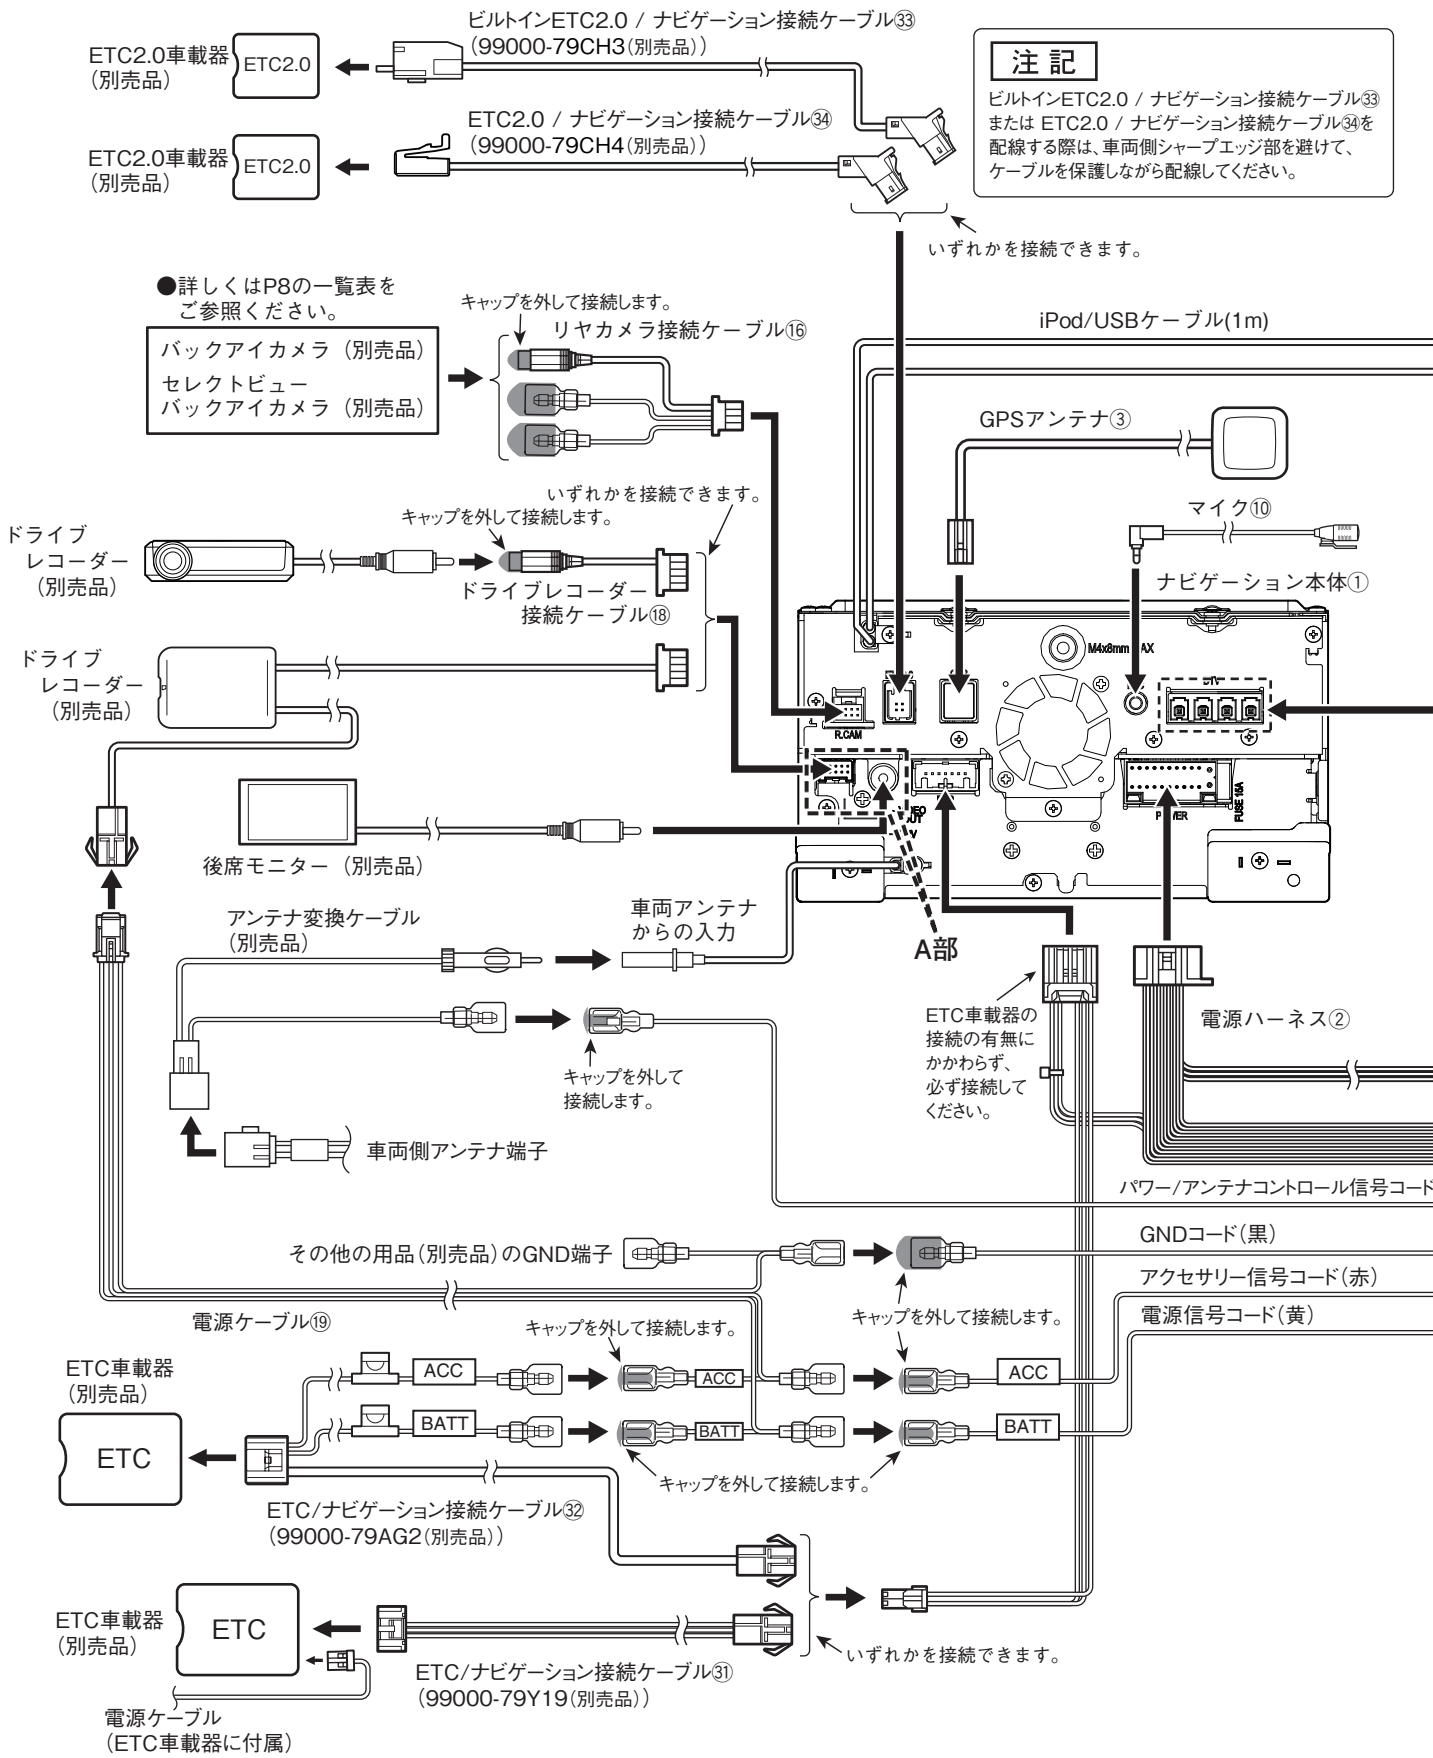 ビルトインETC2.0 / ナビゲーション接続ケーブル㉝
(99000-79CH3(別売品))
ETC2.0車載器
(別売品)
ETC2.0
ETC2.0 / ナビゲーション接続ケーブル㉞
(99000-79CH4(別売品))
ETC2.0車載器
(別売品)
ETC2.0
注記
ビルトインETC2.0 / ナビゲーション接続ケーブル㉝
または ETC2.0 / ナビゲーション接続ケーブル㉞を
配線する際は、車両側シャープエッジ部を避けて、
ケーブルを保護しながら配線してください。
いずれかを接続できます。
●詳しくはP8の一覧表を
ご参照ください。
バックアイカメラ (別売品)
セレクトビュー
バックアイカメラ (別売品)
キャップを外して接続します。
リヤカメラ接続ケーブル⑯
iPod/USBケーブル(1m)
GPSアンテナ③
マイク⑩
ナビゲーション本体①
いずれかを接続できます。
キャップを外して接続します。
ドライブ
レコーダー
(別売品)
ドライブレコーダー
接続ケーブル⑱
ドライブ
レコーダー
(別売品)
M4x8mm
AX
R.CAM
POWER
FUSE 15A
後席モニター (別売品)
アンテナ変換ケーブル
(別売品)
車両アンテナ
からの入力
A部
ETC車載器の
接続の有無に
かかわらず、
必ず接続して
ください。
電源ハーネス②
キャップを外して
接続します。
車両側アンテナ端子
パワー/アンテナコントロール信号コード
その他の用品(別売品)のGND端子
GNDコード(黒)
アクセサリー信号コード(赤)
電源信号コード(黄)
電源ケーブル⑲
キャップを外して接続します。
キャップを外して接続します。
ETC車載器
(別売品)
ETC
ACC
ACC
ACC
BATT
BATT
BATT
キャップを外して接続します。
ETC/ナビゲーション接続ケーブル㉜
(99000-79AG2(別売品))
ETC車載器
(別売品)
ETC
いずれかを接続できます。
ETC/ナビゲーション接続ケーブル㉛
(99000-79Y19(別売品))
電源ケーブル
(ETC車載器に付属)